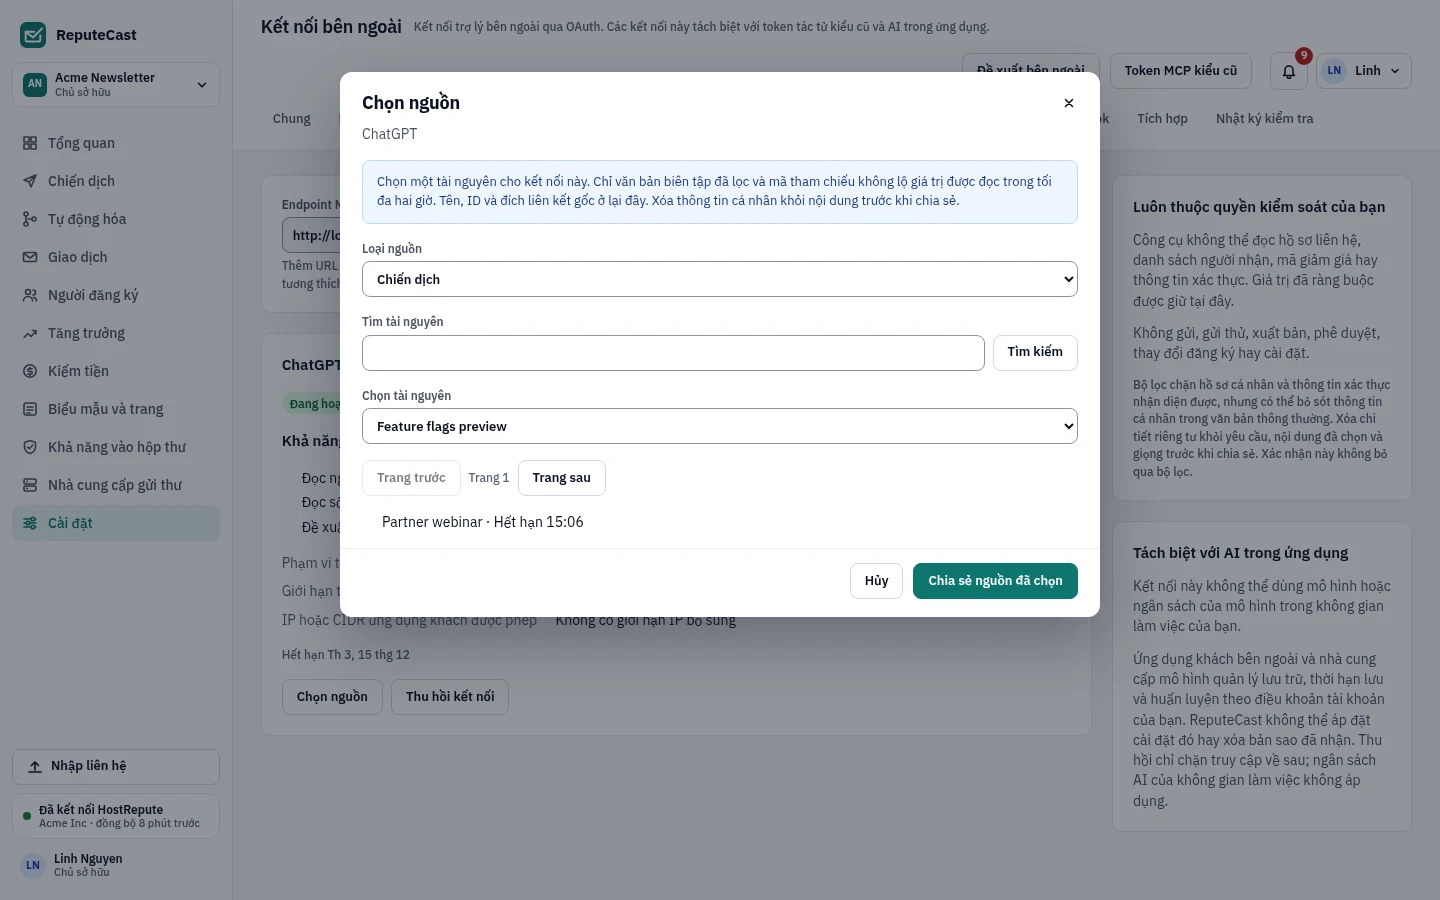 ReputeCast
AN
Acme Newsletter
Chủ sở hữu
Tổng quan
Chiến dịch
Tự động hóa
Giao dịch
Người đăng ký
Tăng trưởng
Kiếm tiền
Biểu mẫu và trang
Khả năng vào hộp thư
Nhà cung cấp gửi thư
Cài đặt
Nhập liên hệ
Đã kết nối HostRepute
Acme Inc · đồng bộ 8 phút trước
LN
Linh Nguyen
Chủ sở hữu
Kết nối bên ngoài
Kết nối trợ lý bên ngoài qua OAuth. Các kết nối này tách biệt với token tác tử kiểu cũ và AI trong ứng dụng.
Đề xuất bên ngoài
Token MCP kiểu cũ
9
LN
Linh
Chung
Tích hợp
Nhật ký kiểm tra
Endpoint
http://lo
Thêm URL
tương thích
ChatGPT
Đang hoạ
Khả năn
Đọc
Đọc
Đề xuấ
Phạm vi
Giới hạn
IP hoặc CIDR ứng dụng khách được phép
Không có giới hạn IP bổ sung
Hết hạn Th 3, 15 thg 12
Chọn nguồn
Thu hồi kết nối
Chọn nguồn
ChatGPT
Chọn một tài nguyên cho kết nối này. Chỉ văn bản biên tập đã lọc và mã tham chiếu không lộ giá trị được đọc trong tối
đa hai giờ. Tên, ID và đích liên kết gốc ở lại đây. Xóa thông tin cá nhân khỏi nội dung trước khi chia sẻ.
Loại nguồn
Chiến dịch
Tìm tài nguyên
Tìm kiếm
Chọn tài nguyên
Feature flags preview
Trang trước
Trang 1
Trang sau
Partner webinar · Hết hạn 15:06
Hủy
Chia sẻ nguồn đã chọn
Luôn thuộc quyền kiểm soát của bạn
Công cụ không thể đọc hồ sơ liên hệ,
danh sách người nhận, mã giảm giá hay
thông tin xác thực. Giá trị đã ràng buộc
được giữ tại đây.
Không gửi, gửi thử, xuất bản, phê duyệt,
thay đổi đăng ký hay cài đặt.
Bộ lọc chặn hồ sơ cá nhân và thông tin xác thực
nhận diện được, nhưng có thể bỏ sót thông tin
cá nhân trong văn bản thông thường. Xóa chi
tiết riêng tư khỏi yêu cầu, nội dung đã chọn và
giọng trước khi chia sẻ. Xác nhận này không bỏ
qua bộ lọc.
Tách biệt với AI trong ứng dụng
Kết nối này không thể dùng mô hình hoặc
ngân sách của mô hình trong không gian
làm việc của bạn.
Ứng dụng khách bên ngoài và nhà cung
cấp mô hình quản lý lưu trữ, thời hạn lưu
và huấn luyện theo điều khoản tài khoản
của bạn. ReputeCast không thể áp đặt
cài đặt đó hay xóa bản sao đã nhận. Thu
hồi chỉ chặn truy cập về sau; ngân sách
AI của không gian làm việc không áp
dụng.